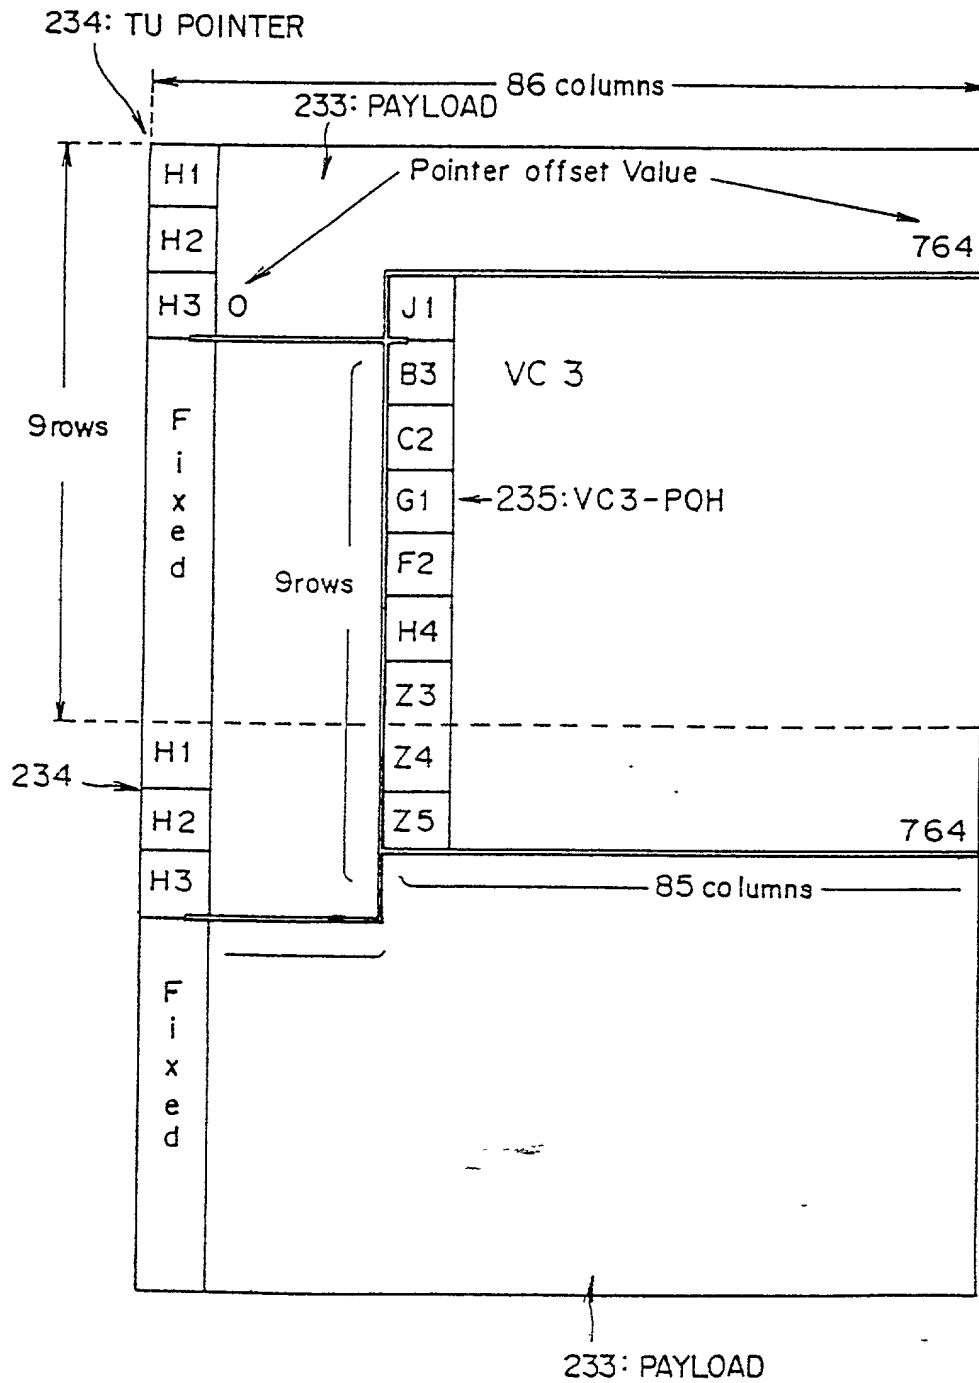 234: TU POINTER
86 columns
233: PAYLOAD
H1
Pointer offset Value
H2
764
H3
0
J1
B3
VC 3
9rows
Fixed
C2
G1
235:VC3-POH
F2
9rows
H4
Z3
H1
Z4
234
H2
Z5
764
H3
85 columns
Fixed
233: PAYLOAD